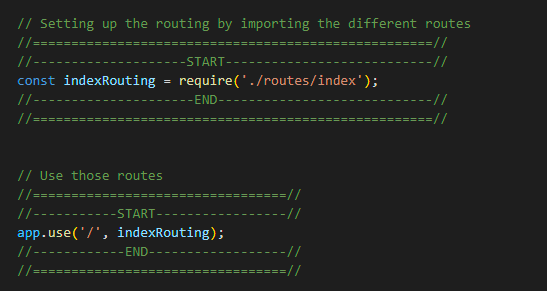 // Setting up the routing by importing the different routes
//====================================================//
//--------------------START---------------------------//
const indexRouting = require('./routes/index');
//---------------------END----------------------------//
//====================================================//
// Use those routes
//=================================//
//-----------START-----------------//
app.use('/', indexRouting);
//------------END------------------//
//=================================//